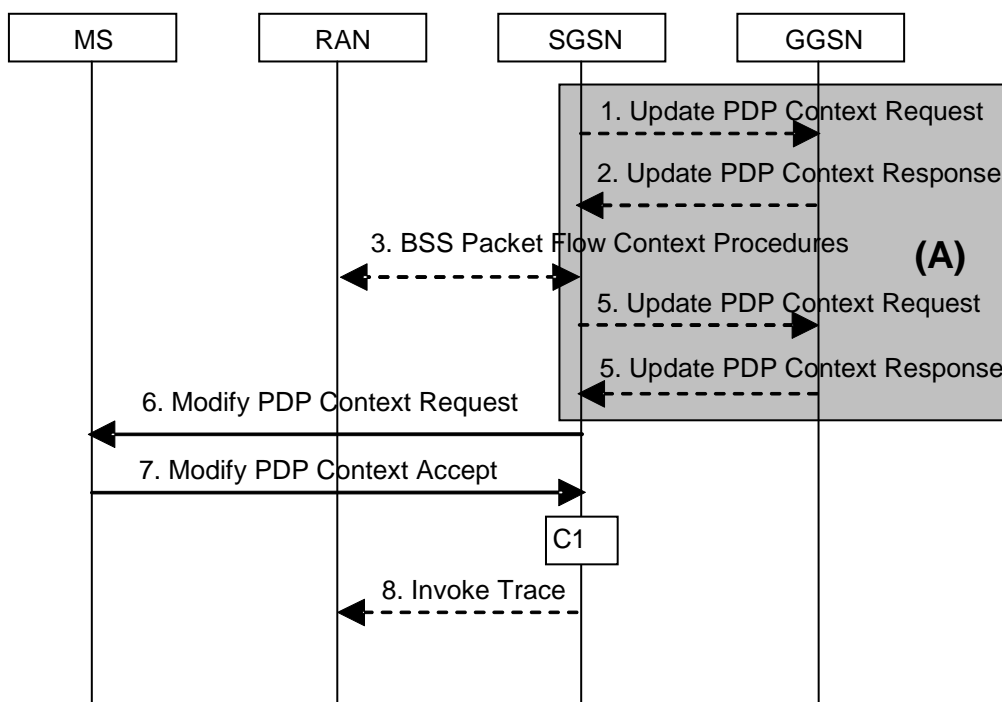 MS
RAN
SGSN
GGSN
1. Update PDP Context Request
2. Update PDP Context Response
3. BSS Packet Flow Context Procedures
(A)
5. Update PDP Context Request
5. Update PDP Context Response
6. Modify PDP Context Request
7. Modify PDP Context Accept
C1
8. Invoke Trace